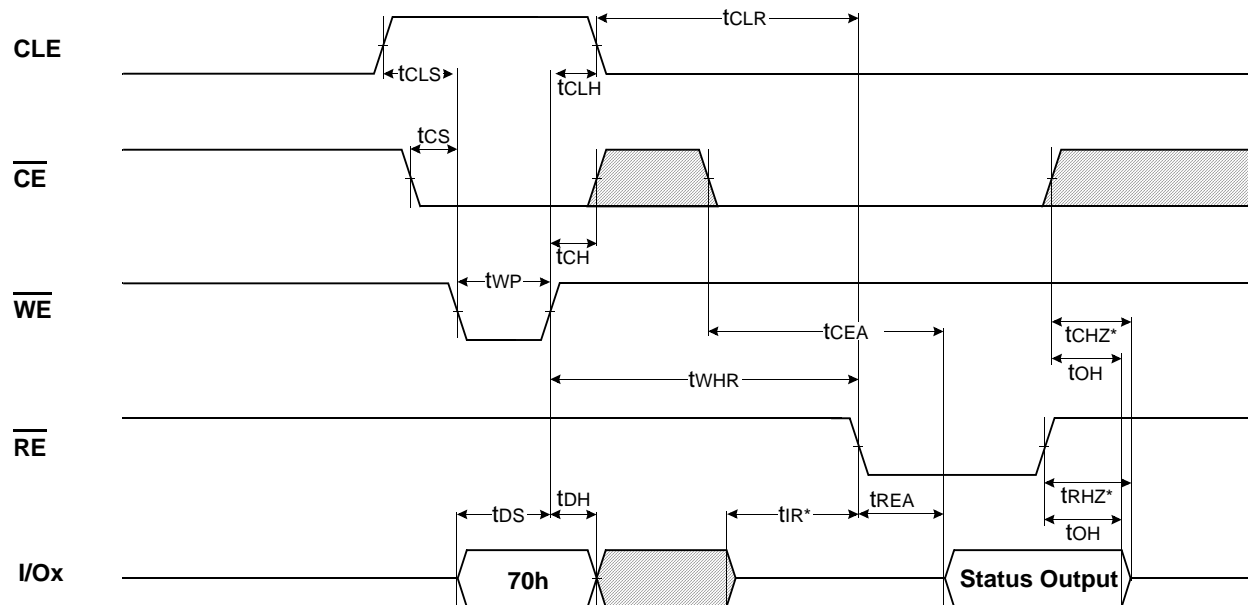 tCLR
CLE
tCLS
tCLH
tCS
CE
tCH
tWP
WE
tCEA
tCHZ*
tOH
tWHR
RE
tDH
tRHZ*
tDS
tIR*
tREA
tOH
I/Ox
70h
Status Output